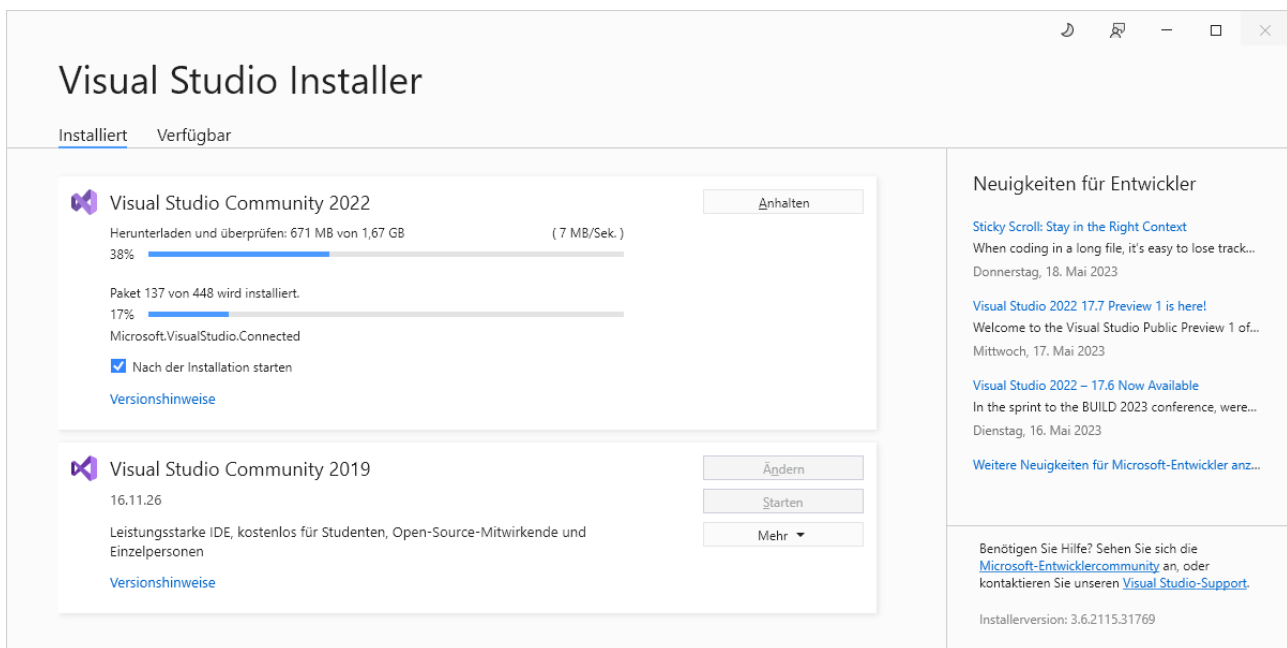 Visual Studio Installer
Installiert
Verfügbar
Visual Studio Community 2022
Anhalten
Herunterladen und überprüfen: 671 MB von 1,67 GB
( 7 MB/Sek. )
38%
Paket 137 von 448 wird installiert.
17%
Microsoft.VisualStudio.Connected
Nach der Installation starten
Versionshinweise
Visual Studio Community 2019
Ändern
16.11.26
Starten
Leistungsstarke IDE, kostenlos für Studenten, Open-Source-Mitwirkende und
Einzelpersonen
Mehr
Versionshinweise
Neuigkeiten für Entwickler
Sticky Scroll: Stay in the Right Context
When coding in a long file, it's easy to lose track...
Donnerstag, 18. Mai 2023
Visual Studio 2022 17.7 Preview 1 is here!
Welcome to the Visual Studio Public Preview 1 of...
Mittwoch, 17. Mai 2023
Visual Studio 2022 – 17.6 Now Available
In the sprint to the BUILD 2023 conference, were...
Dienstag, 16. Mai 2023
Weitere Neuigkeiten für Microsoft-Entwickler anz...
Benötigen Sie Hilfe? Sehen Sie sich die
Microsoft-Entwicklercommunity an, oder
kontaktieren Sie unseren Visual Studio-Support.
Installerversion: 3.6.2115.31769